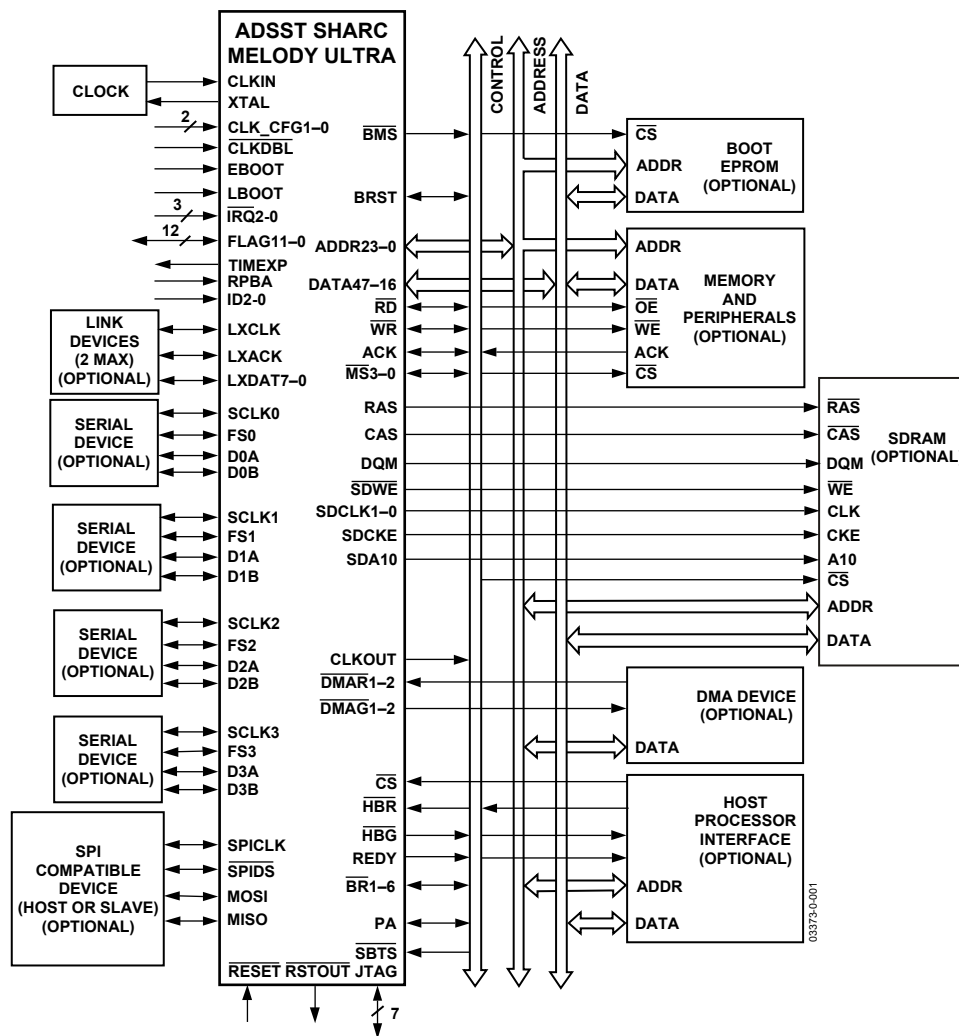 ADSST SHARC
MELODY ULTRA
CLOCK
CLKIN
XTAL
2
CLK_CFG1–0
CLKDBL
EBOOT
LBOOT
3
IRQ2-0
12
FLAG11–0
TIMEXP
RPBA
ID2-0
LINK
DEVICES
(2 MAX)
(OPTIONAL)
LXCLK
LXACK
LXDAT7–0
SERIAL
DEVICE
(OPTIONAL)
SCLK0
FS0
D0A
D0B
SERIAL
DEVICE
(OPTIONAL)
SCLK1
FS1
D1A
D1B
SERIAL
DEVICE
(OPTIONAL)
SCLK2
FS2
D2A
D2B
SERIAL
DEVICE
(OPTIONAL)
SCLK3
FS3
D3A
D3B
SPI
COMPATIBLE
DEVICE
(HOST OR SLAVE)
(OPTIONAL)
SPICLK
SPIDS
MOSI
MISO
RESET RSTOUT JTAG
7
BMS
BRST
ADDR23–0
DATA47–16
RD
WR
ACK
MS3–0
RAS
CAS
DQM
SDWE
SDCLK1–0
SDCKE
SDA10
CLKOUT
DMAR1–2
DMAG1–2
CS
HBR
HBG
REDY
BR1–6
PA
SBTS
CONTROL
ADDRESS
DATA
CS
ADDR
DATA
BOOT
EPROM
(OPTIONAL)
ADDR
DATA
OE
WE
ACK
CS
MEMORY
AND
PERIPHERALS
(OPTIONAL)
RAS
CAS
DQM
WE
CLK
CKE
A10
CS
ADDR
DATA
SDRAM
(OPTIONAL)
DMA DEVICE
(OPTIONAL)
DATA
HOST
PROCESSOR
INTERFACE
(OPTIONAL)
ADDR
DATA
03373-0-001